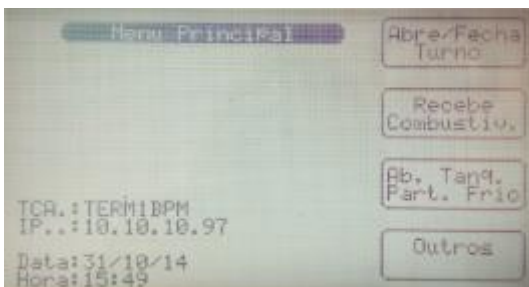 Menu Principal
Abre/Fecha
Turno
Recebe
Combustiv.
Ab. Tanq.
Part. Frio
TCA.:TERM1BPM
IP..:10.10.10.97
Outros
Data:31/10/14
Hora:15:49